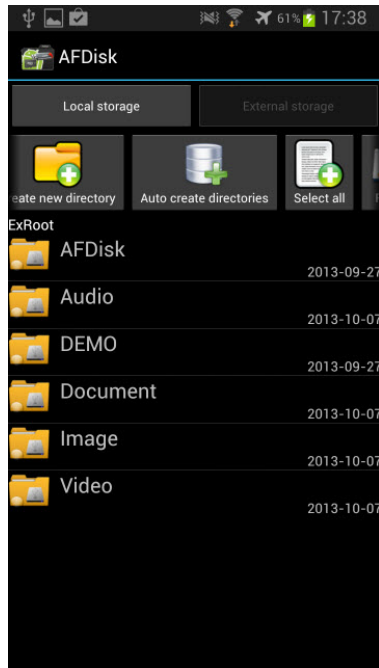 61% 17:38
AFDisk
Local storage External storage
eate new directory Auto create directories Select all
ExRoot
AFDisk
2013-09-27
Audio
2013-10-07
DEMO
2013-09-27
Document
2013-10-07
Image
2013-10-07
Video
2013-10-07